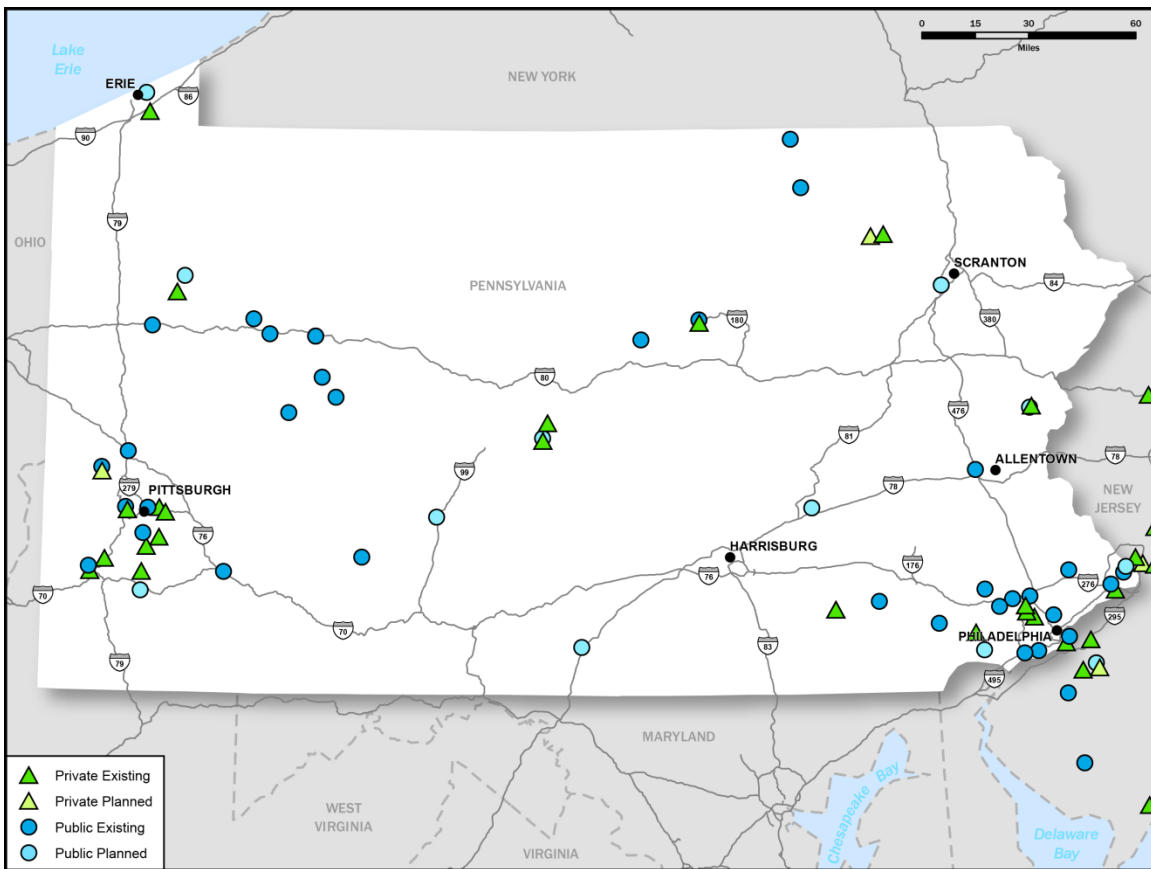 0 15 30 60
Miles
Lake
Erie
ERIE
86
NEW YORK
90
79
OHIO
PENNSYLVANIA
SCRANTON
84
180
380
80
476
81
ALLENTOWN
78
99
78
279
PITTSBURGH
NEW
JERSEY
76
HARRISBURG
176
76
276
70
70
295
PHILADELPHIA
83
79
495
MARYLAND
Private Existing
Private Planned
Public Existing
Public Planned
WEST
VIRGINIA
VIRGINIA
Chesapeake Bay
Delaware
Bay